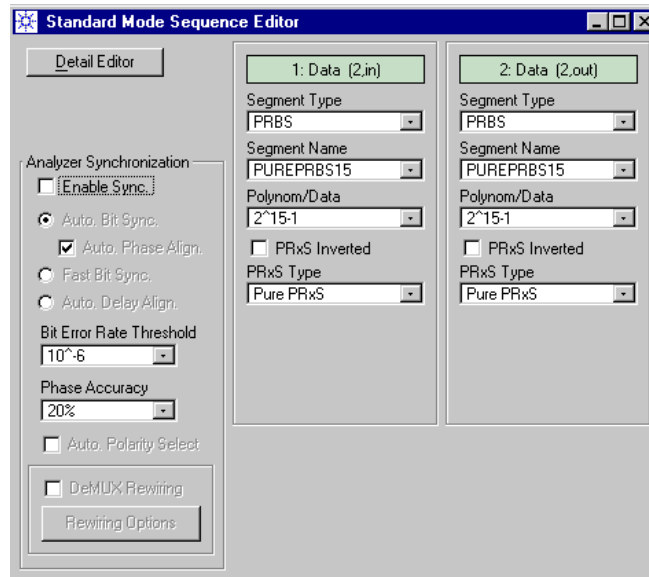 Standard Mode Sequence Editor
Detail Editor
Analyzer Synchronization
Enable Sync.
Auto. Bit Sync.
Auto. Phase Align.
Fast Bit Sync.
Auto. Delay Align.
Bit Error Rate Threshold
10^-6
Phase Accuracy
20%
Auto. Polarity Select
DeMUX Rewiring
Rewiring Options
1: Data (2,in)
Segment Type
PRBS
Segment Name
PUREPRBS15
Polynom/Data
2^15-1
PRxS Inverted
PRxS Type
Pure PRxS
2: Data (2,out)
Segment Type
PRBS
Segment Name
PUREPRBS15
Polynom/Data
2^15-1
PRxS Inverted
PRxS Type
Pure PRxS